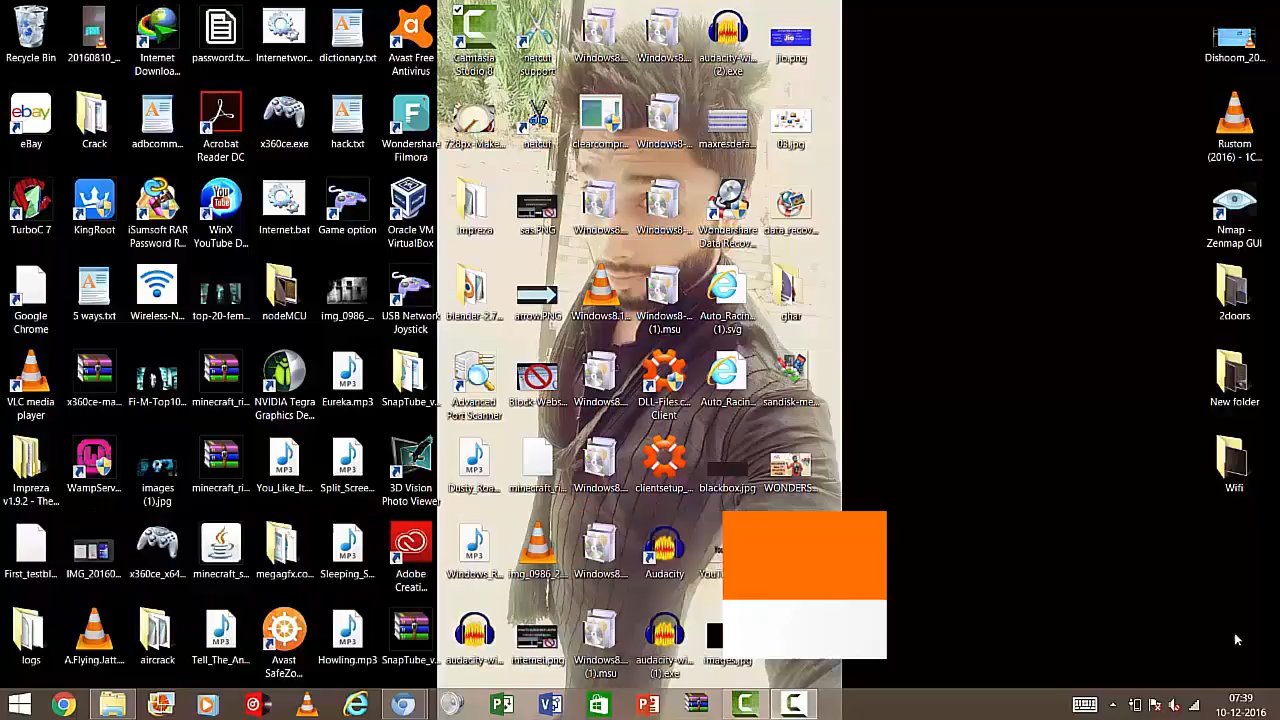 Recycle Bin
20160810_...
Internet
Downloa...
password.tx...
Internetwor...
dictionary.txt
Avast Free
Antivirus
Camtasia
Studio 8
netcut
support
Windows8....
Windows8....
audacity-wi...
(2).exe
jio.png
Dishoom_20...
eBay
Crack
adbcomm...
Acrobat
Reader DC
x360ce.exe
hack.txt
Wondershare
Filmora
728px-Make...
netcut
clearcompr...
Windows8-...
maxresdefa...
03.jpg
Rustom
(2016) - 1C...
TurboC 7
KingRoot
iSumsoft RAR
Password R...
WinX
YouTube D...
Internet.bat
Game option
Oracle VM
VirtualBox
Impreza
sas.PNG
Windows8....
Windows8-...
Wondershare
Data Recov...
data_recov...
Nmap -
Zenmap GUI
Google
Chrome
5 ways.txt
Wireless-N...
top-20-fem...
nodeMCU
img_0986_...
USB Network
Joystick
blender-2.7...
arrow.PNG
Windows8.1...
Windows8-...
(1).msu
Auto_Racin...
(1).svg
ghar
2doors
VLC media
player
x360ce-ma...
Fi-M-Top10...
minecraft_ri...
NVIDIA Tegra
Graphics De...
Eureka.mp3
SnapTube_v...
Advanced
Port Scanner
Block-Webs...
Windows8....
DLL-Files.c...
Client
Auto_Racin...
sandisk-me...
New folder
Impreza
v1.9.2 - The...
WampServ...
images
(1).jpg
minecraft_ri...
You_Like_It...
Split_Scree...
3D Vision
Photo Viewer
Dusty_Roa...
minecraft_ri...
Windows8....
clientsetup_...
blackbox.jpg
WONDERS...
Wifi
First_testbl...
IMG_20160...
x360ce_x64...
minecraft_s...
megagfx.co...
Sleeping_S...
Adobe
Creati...
Windows_R...
img_0986_2...
Windows8....
Audacity
logs
A.Flying.Jatt...
aircrack
Tell_The_An...
Avast
SafeZo...
Howling.mp3
SnapTube_v...
audacity-wi...
internet.png
Windows8....
(1).msu
audacity-wi...
(1).exe
images.jpg
17:39
10-12-2016